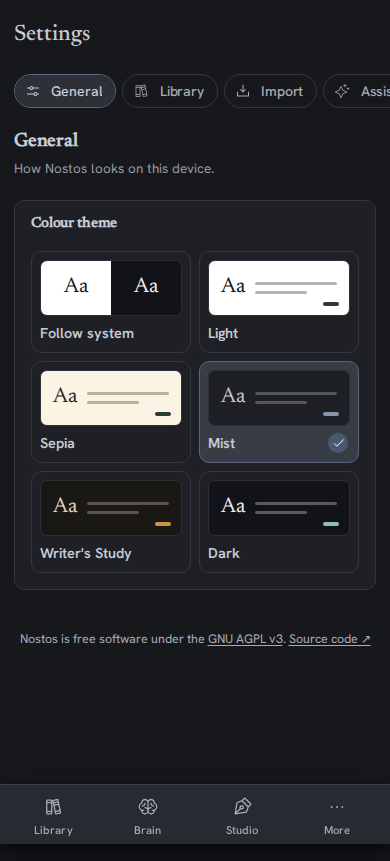 Settings
General
Library
Import
Assis
General
How Nostos looks on this device.
Colour theme
Aa Aa
Follow system
Aa
Light
Aa
Sepia
Aa
Mist
Aa
Writer's Study
Aa
Dark
Nostos is free software under the GNU AGPL v3. Source code ↗
Library
Brain
Studio
More